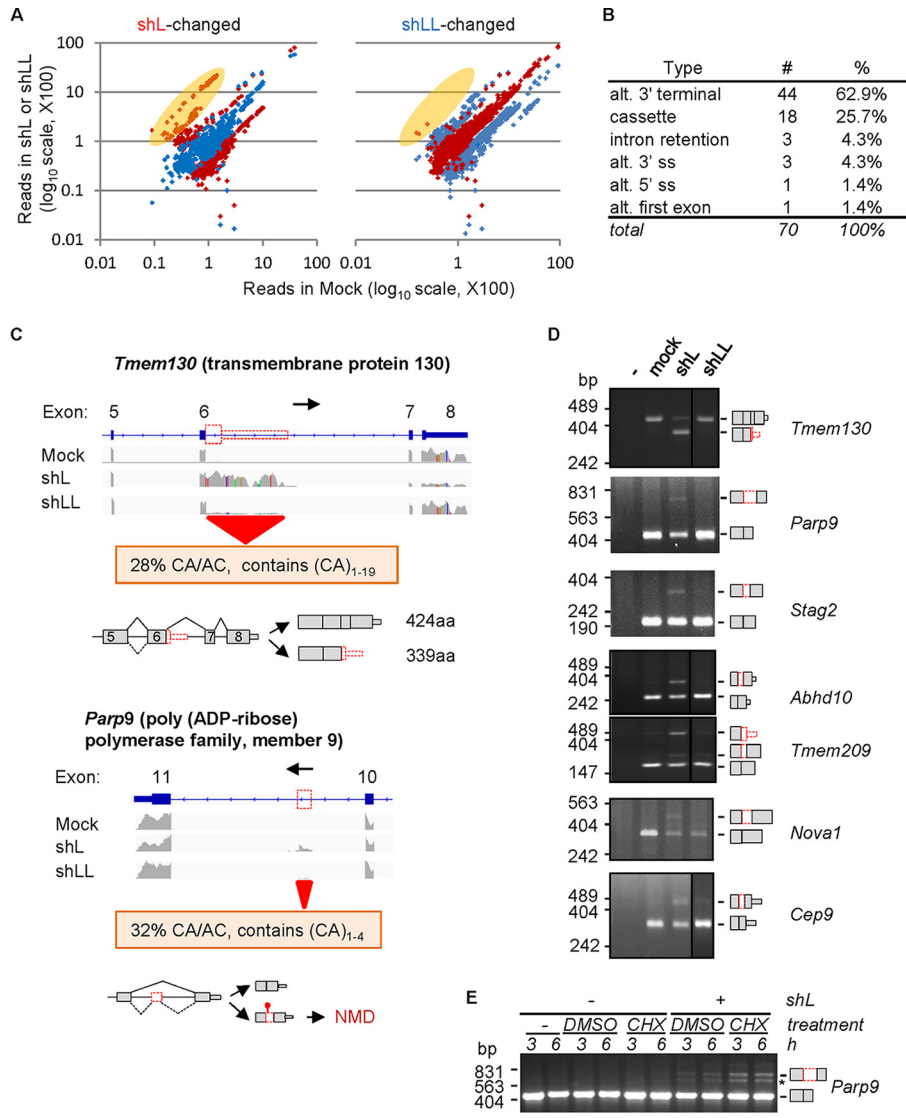 A
shL-changed
shLL-changed
Reads in shL or shLL
(log10 scale, X100)
100
10
1
0.1
0.01
0.01 0.1 1 10 100
0.01 1 100
Reads in Mock (log10 scale, X100)
B
Type # %
alt. 3' terminal 44 62.9%
cassette 18 25.7%
intron retention 3 4.3%
alt. 3' ss 3 4.3%
alt. 5' ss 1 1.4%
alt. first exon 1 1.4%
total 70 100%
C
Tmem130 (transmembrane protein 130)
Exon: 5 6 7 8
Mock
shL
shLL
28% CA/AC, contains (CA)1-19
5 6 7 8
424aa
339aa
Parp9 (poly (ADP-ribose)
polymerase family, member 9)
Exon: 11 10
Mock
shL
shLL
32% CA/AC, contains (CA)1-4
NMD
D
- mock shL shLL
bp
489
404
242
Tmem130
831
563
404
Parp9
404
242
190
Stag2
489
404
242
Abhd10
489
404
147
Tmem209
563
404
242
Nova1
489
404
242
Cep9
E
- + shL
- DMSO CHX DMSO CHX treatment
3 6 3 6 3 6 3 6 3 6 h
bp
831
563
404
*
Parp9